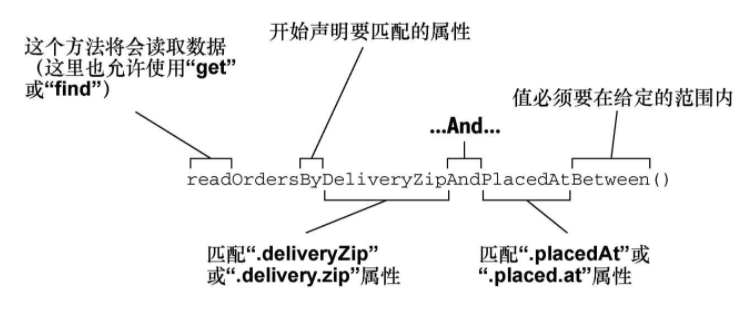 开始声明要匹配的属性
这个方法将会读取数据
（这里也允许使用“get”
或“find”）
值必须要在给定的范围内
...And...
readOrdersByDeliveryZipAndPlacedAtBetween()
匹配“.deliveryZip”
或“.delivery.zip”属性
匹配“.placedAt”或
“.placed.at”属性